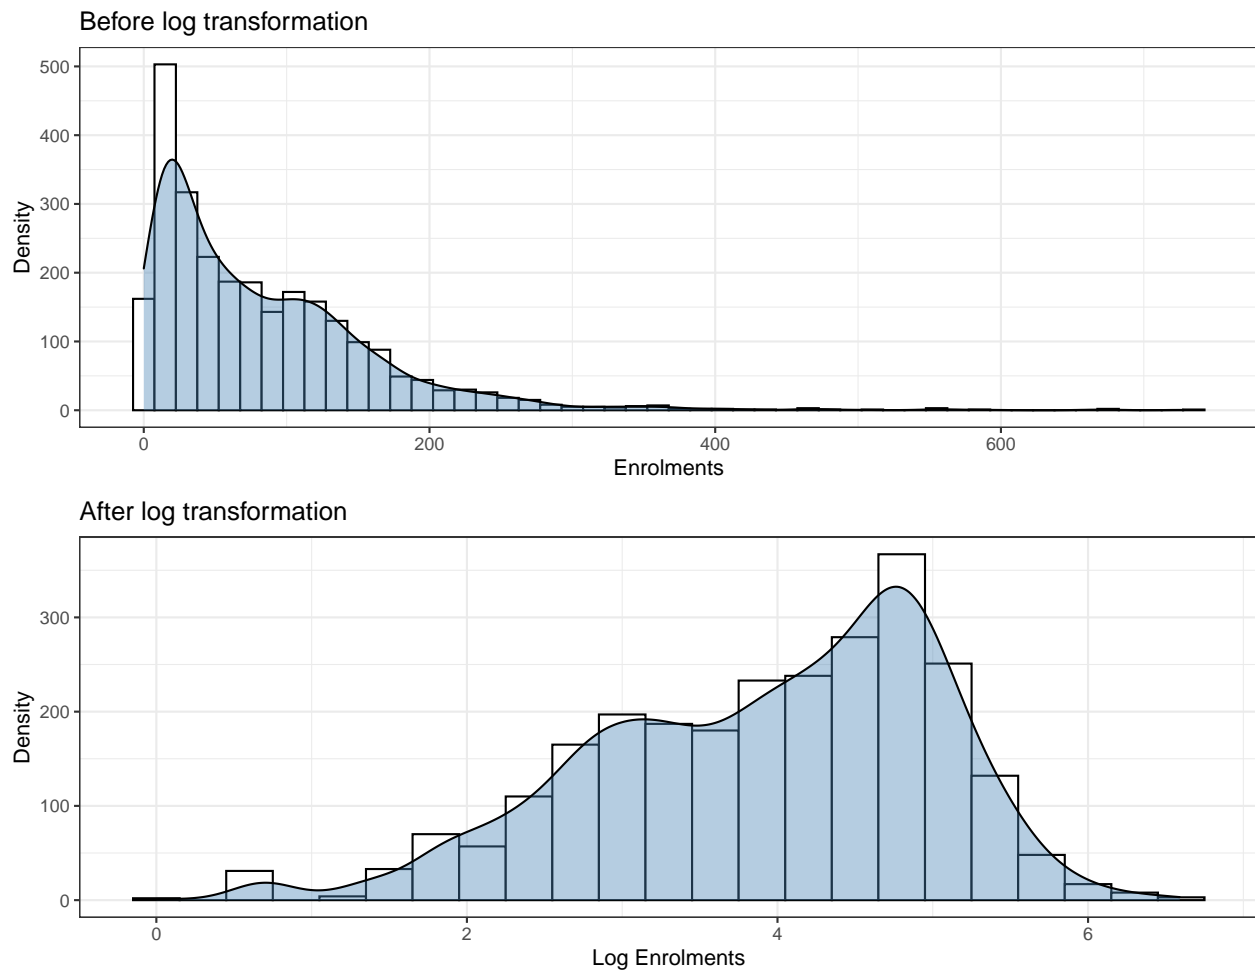 Before log transformation
500
400
300
200
100
0
Density
0 200 400 600
Enrolments
After log transformation
300
200
100
0
Density
0 2 4 6
Log Enrolments